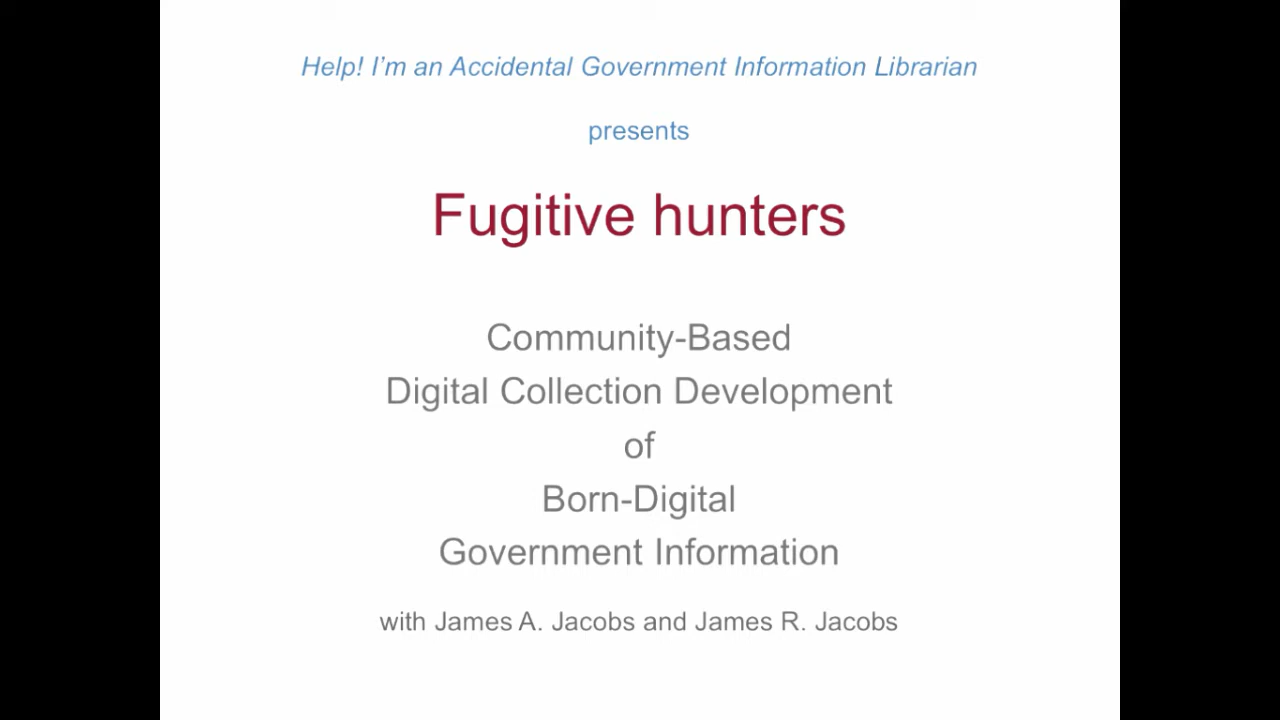 Help! I'm an Accidental Government Information Librarian
presents
Fugitive hunters
Community-Based
Digital Collection Development
of
Born-Digital
Government Information
with James A. Jacobs and James R. Jacobs